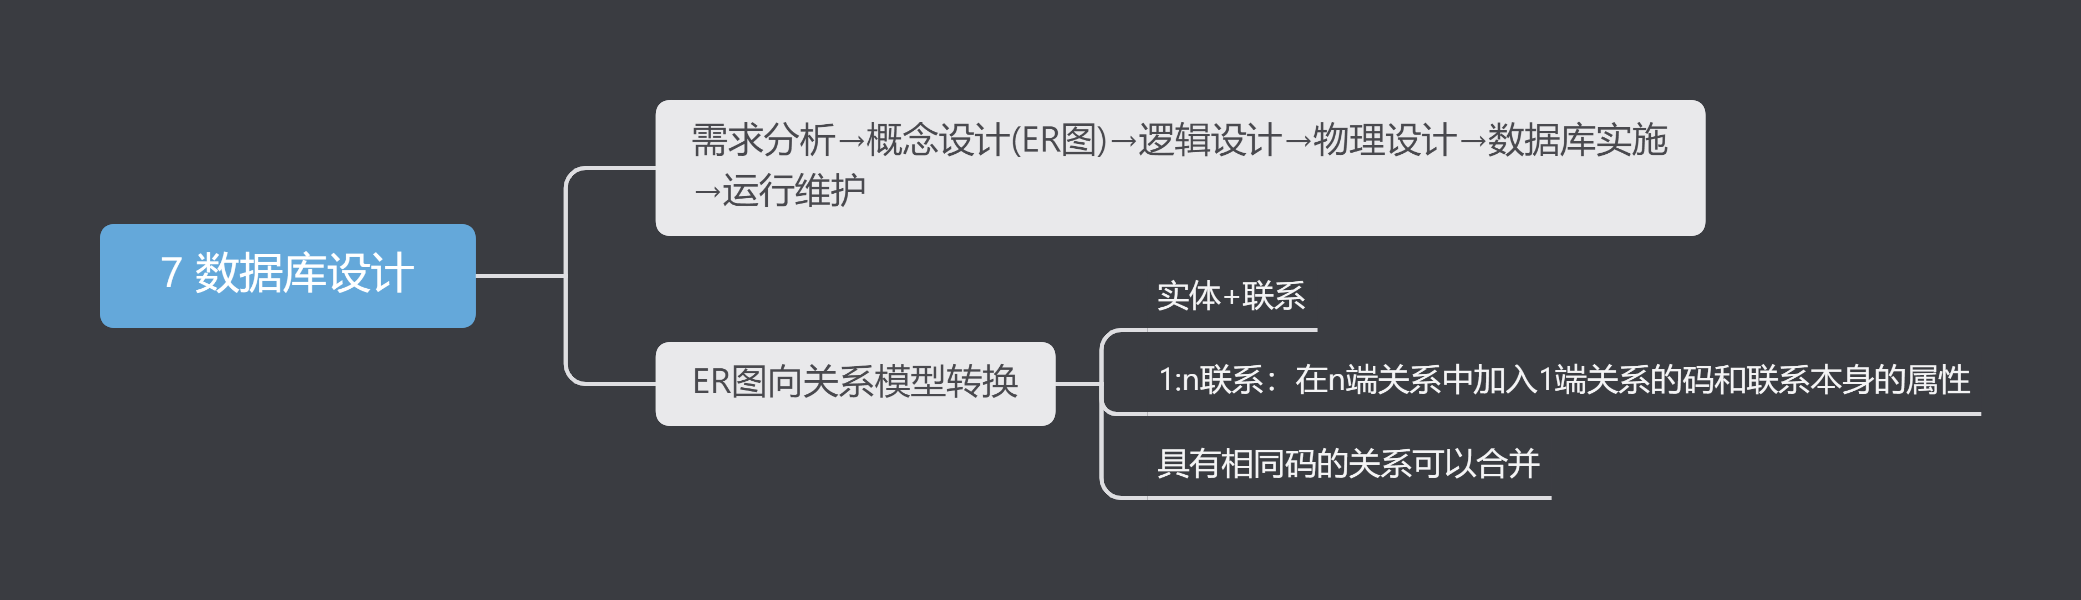 7 数据库设计
需求分析→概念设计(ER图)→逻辑设计→物理设计→数据库实施
→运行维护
ER图向关系模型转换
实体+联系
1:n联系：在n端关系中加入1端关系的码和联系本身的属性
具有相同码的关系可以合并